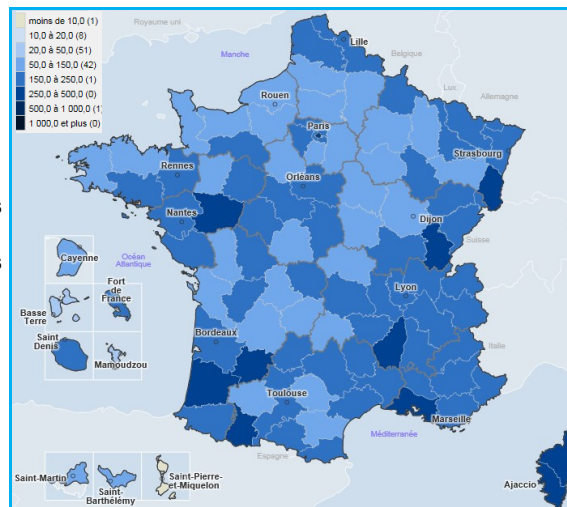 moins de 10,0 (1)
10,0 à 20,0 (8)
20,0 à 50,0 (51)
50,0 à 150,0 (42)
150,0 à 250,0 (1)
250,0 à 500,0 (0)
500,0 à 1 000,0 (1
1 000,0 et plus (0)
Royaume uni
Manche
Lille
Belgique
Lux
Allemagne
Rouen
Paris
Strasbourg
Rennes
Orléans
Nantes
Dijon
Suisse
Océan
Atlantique
Cayenne
Fort
de
France
Basse
Terre
Saint
Denis
Mamoudzou
Lyon
Bordeaux
Italie
Toulouse
Marseille
Méditerranée
Espagne
Saint-Martin
Saint-
Barthélémy
Saint-Pierre-
et-Miquelon
Ajaccio
s
s